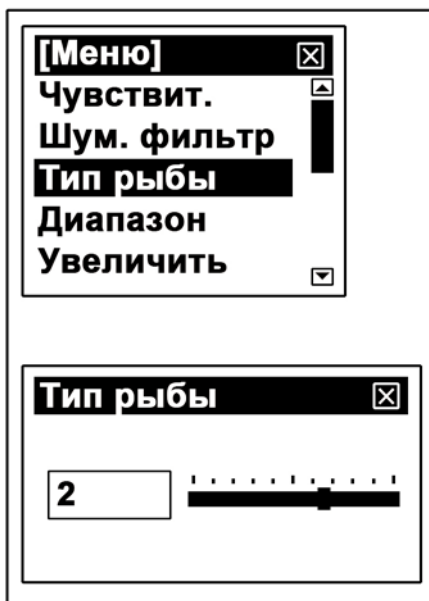 [Меню]
Чувствит.
Шум. фильтр
Тип рыбы
Диапазон
Увеличить
Тип рыбы
2